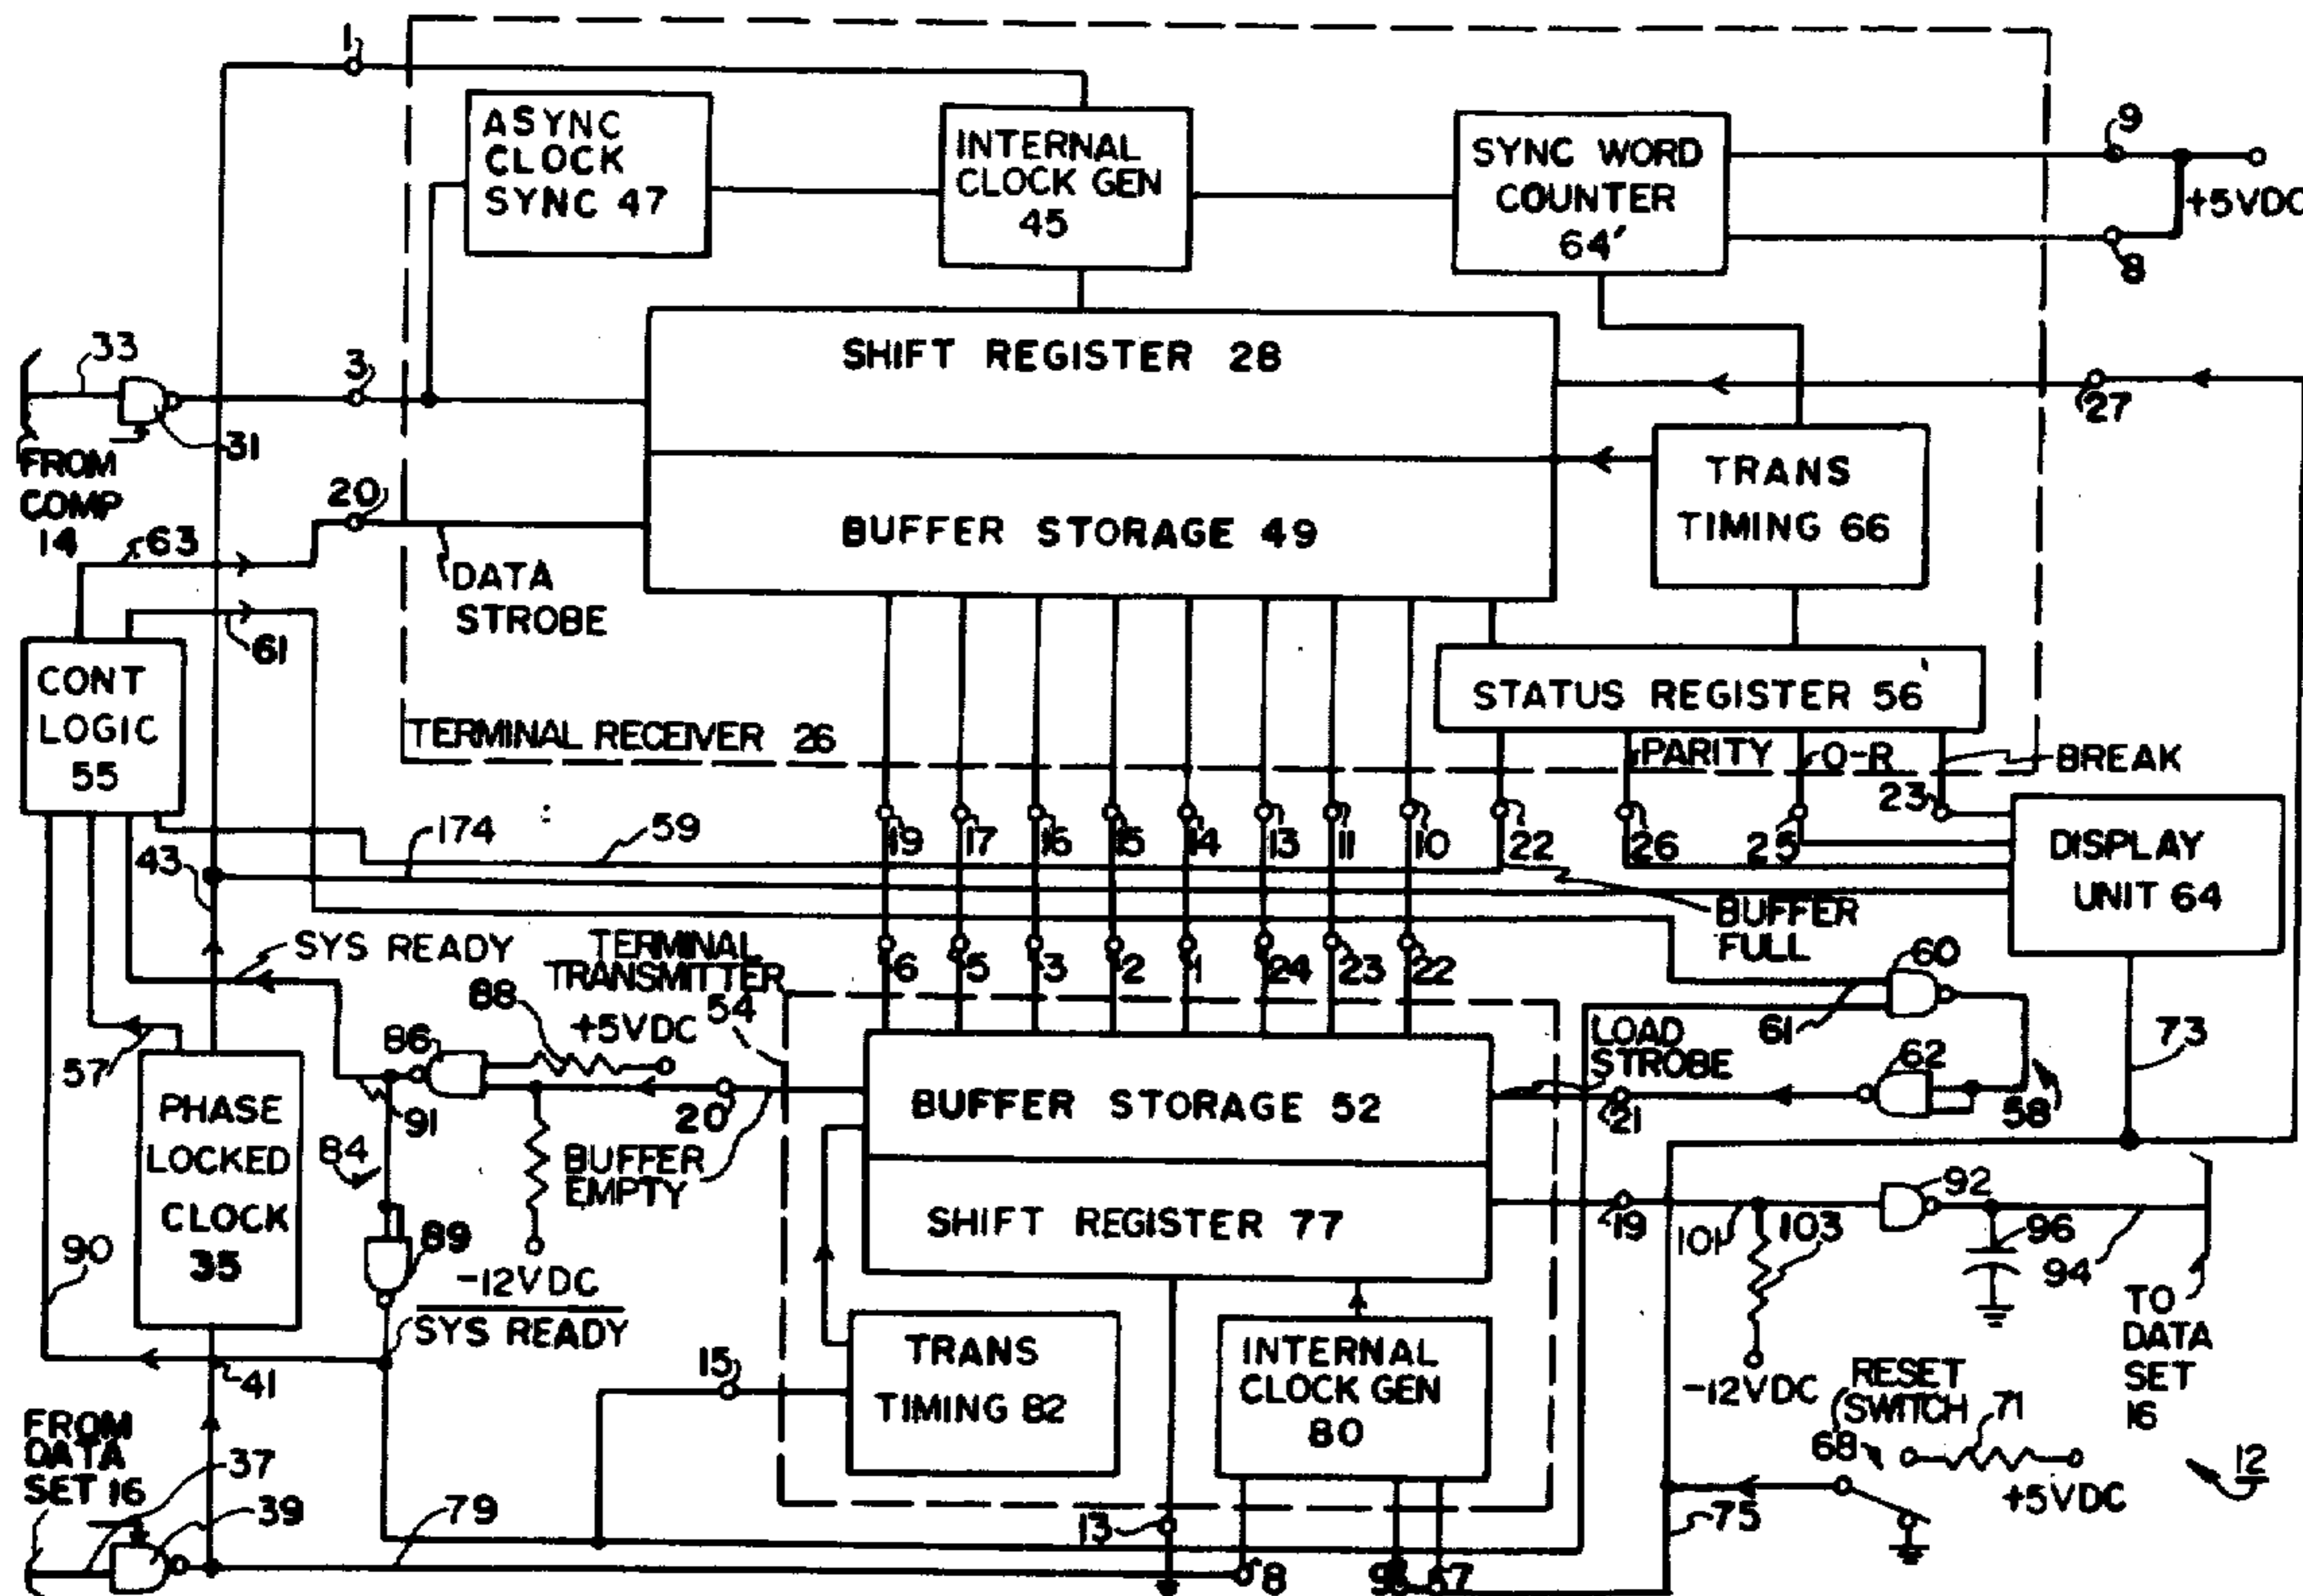 1
ASYNC
CLOCK
SYNC 47
INTERNAL
CLOCK GEN
45
SYNC WORD
COUNTER
64'
9
+5VDC
8
33
3
SHIFT REGISTER 28
27
31
FROM
COMP
14
20
63
BUFFER STORAGE 49
TRANS
TIMING 66
DATA
STROBE
61
CONT
LOGIC
55
STATUS REGISTER 56'
TERMINAL RECEIVER 26
PARITY
O-R
BREAK
23
19
17
16
15
14
13
11
10
22
26
25
DISPLAY
UNIT 64
43
174
59
BUFFER
FULL
SYS READY
TERMINAL
TRANSMITTER
54
6
5
3
2
1
24
23
22
60
61
88
+5VDC
86
57
91
20
LOAD
STROBE
62
73
PHASE
LOCKED
CLOCK
35
BUFFER STORAGE 52
21
58
84
BUFFER
EMPTY
SHIFT REGISTER 77
92
19
101
103
96
94
90
89
-12VDC
SYS READY
41
TRANS
TIMING 82
15
INTERNAL
CLOCK GEN
80
-12VDC
TO
DATA
SET
16
RESET
SWITCH
71
68
+5VDC
12
FROM
DATA
SET 16
37
39
79
13
8
7
75